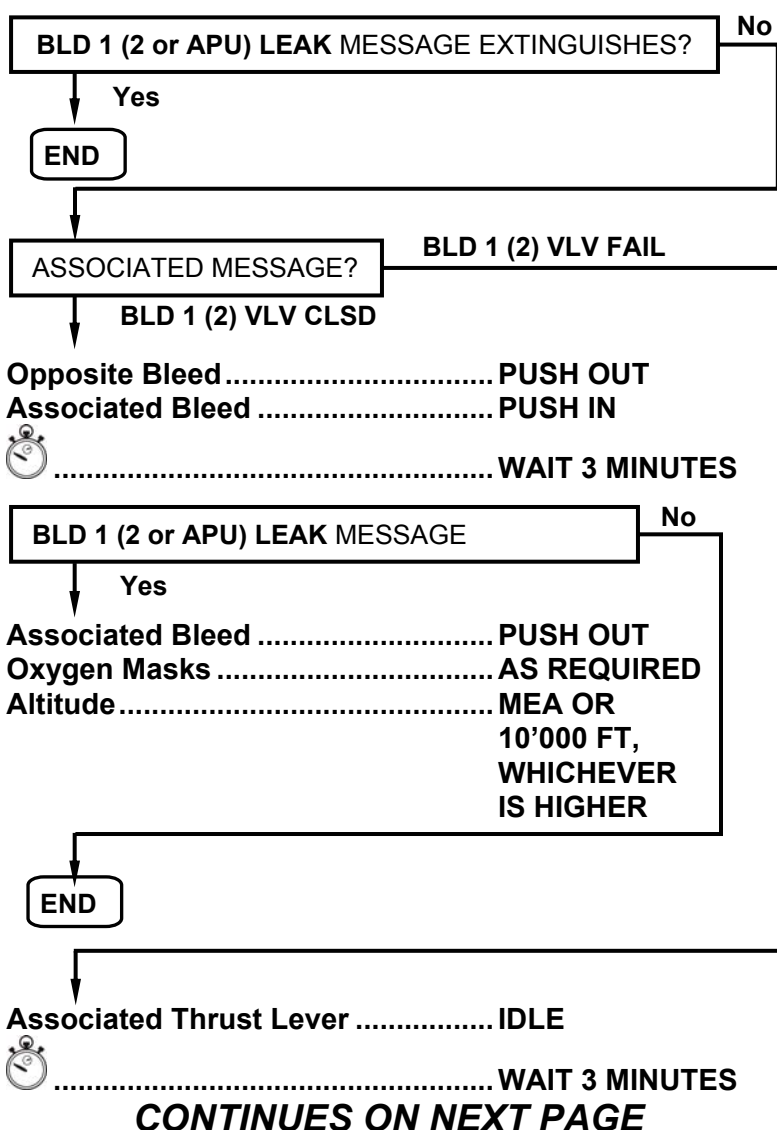 No
BLD 1 (2 or APU) LEAK MESSAGE EXTINGUISHES?
Yes
END
ASSOCIATED MESSAGE?
BLD 1 (2) VLV FAIL
BLD 1 (2) VLV CLSD
Opposite Bleed................................. PUSH OUT
Associated Bleed ............................. PUSH IN
...................................................... WAIT 3 MINUTES
No
BLD 1 (2 or APU) LEAK MESSAGE
Yes
Associated Bleed ............................. PUSH OUT
Oxygen Masks .................................. AS REQUIRED
Altitude.............................................. MEA OR
10'000 FT,
WHICHEVER
IS HIGHER
END
Associated Thrust Lever ................. IDLE
...................................................... WAIT 3 MINUTES
CONTINUES ON NEXT PAGE